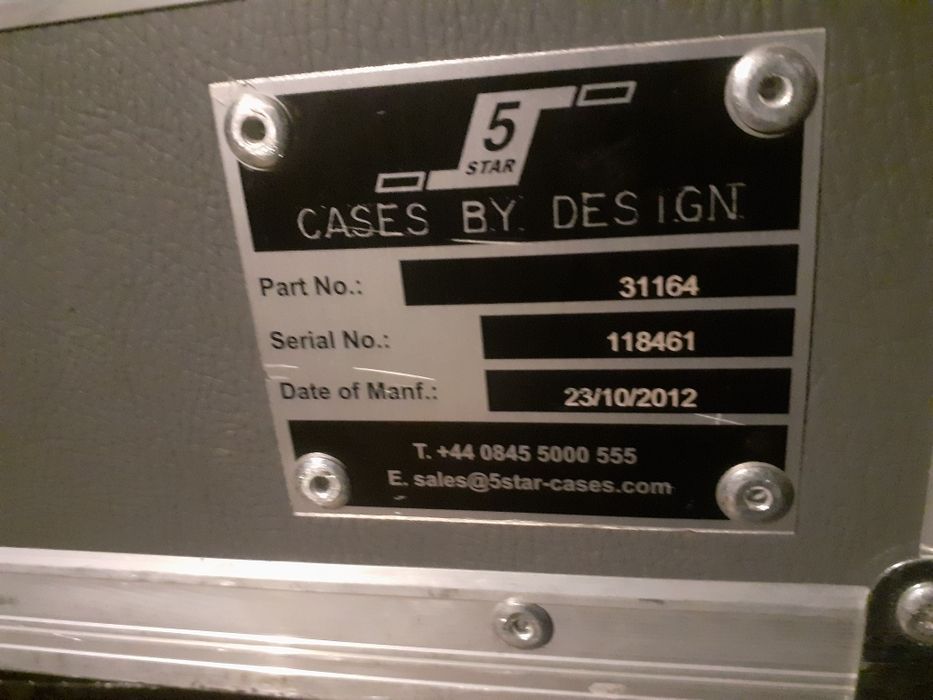 5
STAR
CASES BY DESIGN
Part No.: 31164
Serial No.: 118461
Date of Manf.: 23/10/2012
T. +44 0845 5000 555
E. sales@5star-cases.com